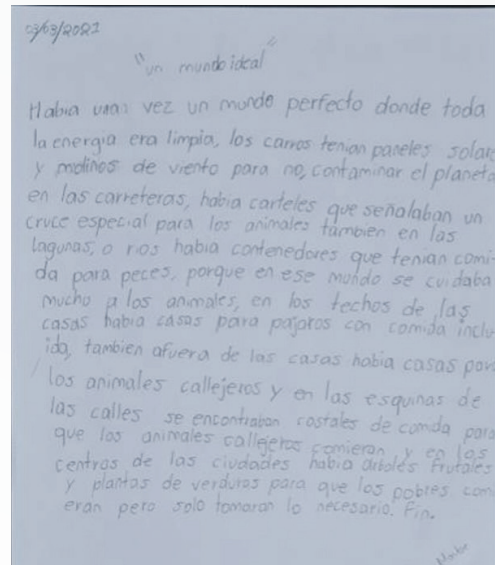 03/03/2021
"un mundo ideal"
Habia una vez un mundo perfecto donde toda
la energia era limpia, los carros tenian paneles solare
y molinos de viento para no, contaminar el planeta
en las carreteras, habia carteles que señalaban un
cruce especial para los animales tambien en las
lagunas, o rios habia contenedores que tenian comi-
da para peces, porque en ese mundo se cuidaba
mucho a los animales, en los techos de las
casas habia casas para pajaros con comida inclu
ida, tambien afuera de las casas habia casas para
los animales callejeros y en las esquinas de
las calles se encontraban costales de comida para
que los animales callejeros comieran y en los
centros de las ciudades habia arboles frutales
y plantas de verduras para que los pobres com
eran pero solo tomaran lo necesario. Fin.